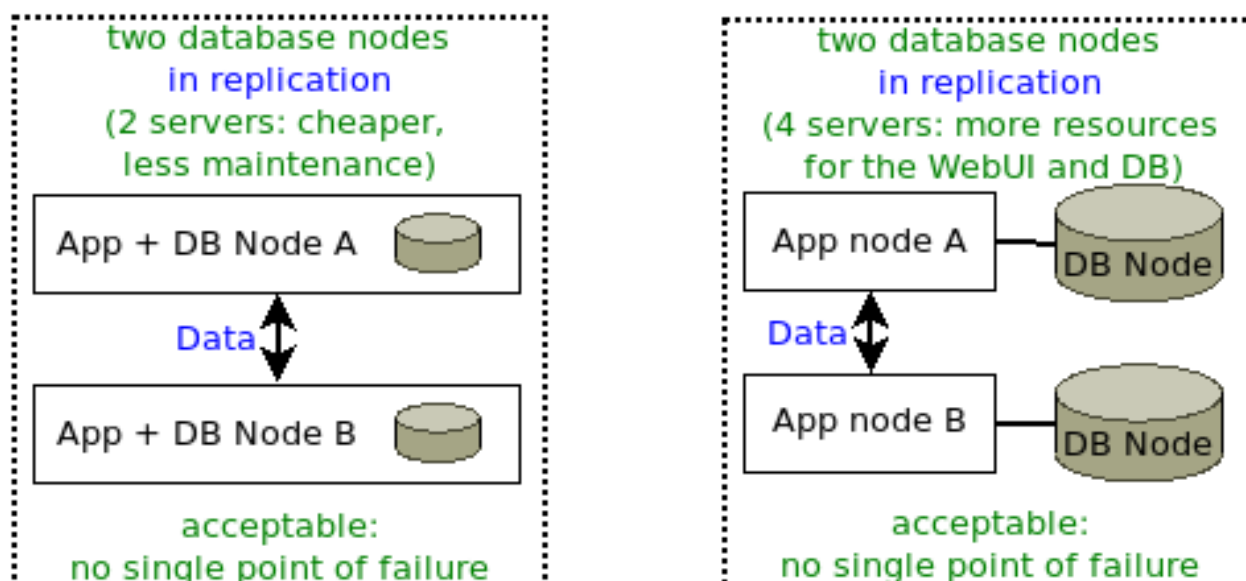 two database nodes
in replication
(2 servers: cheaper,
less maintenance)
App + DB Node A
Data
App + DB Node B
acceptable:
no single point of failure
two database nodes
in replication
(4 servers: more resources
for the WebUI and DB)
App node A
DB Node
Data
App node B
DB Node
acceptable:
no single point of failure